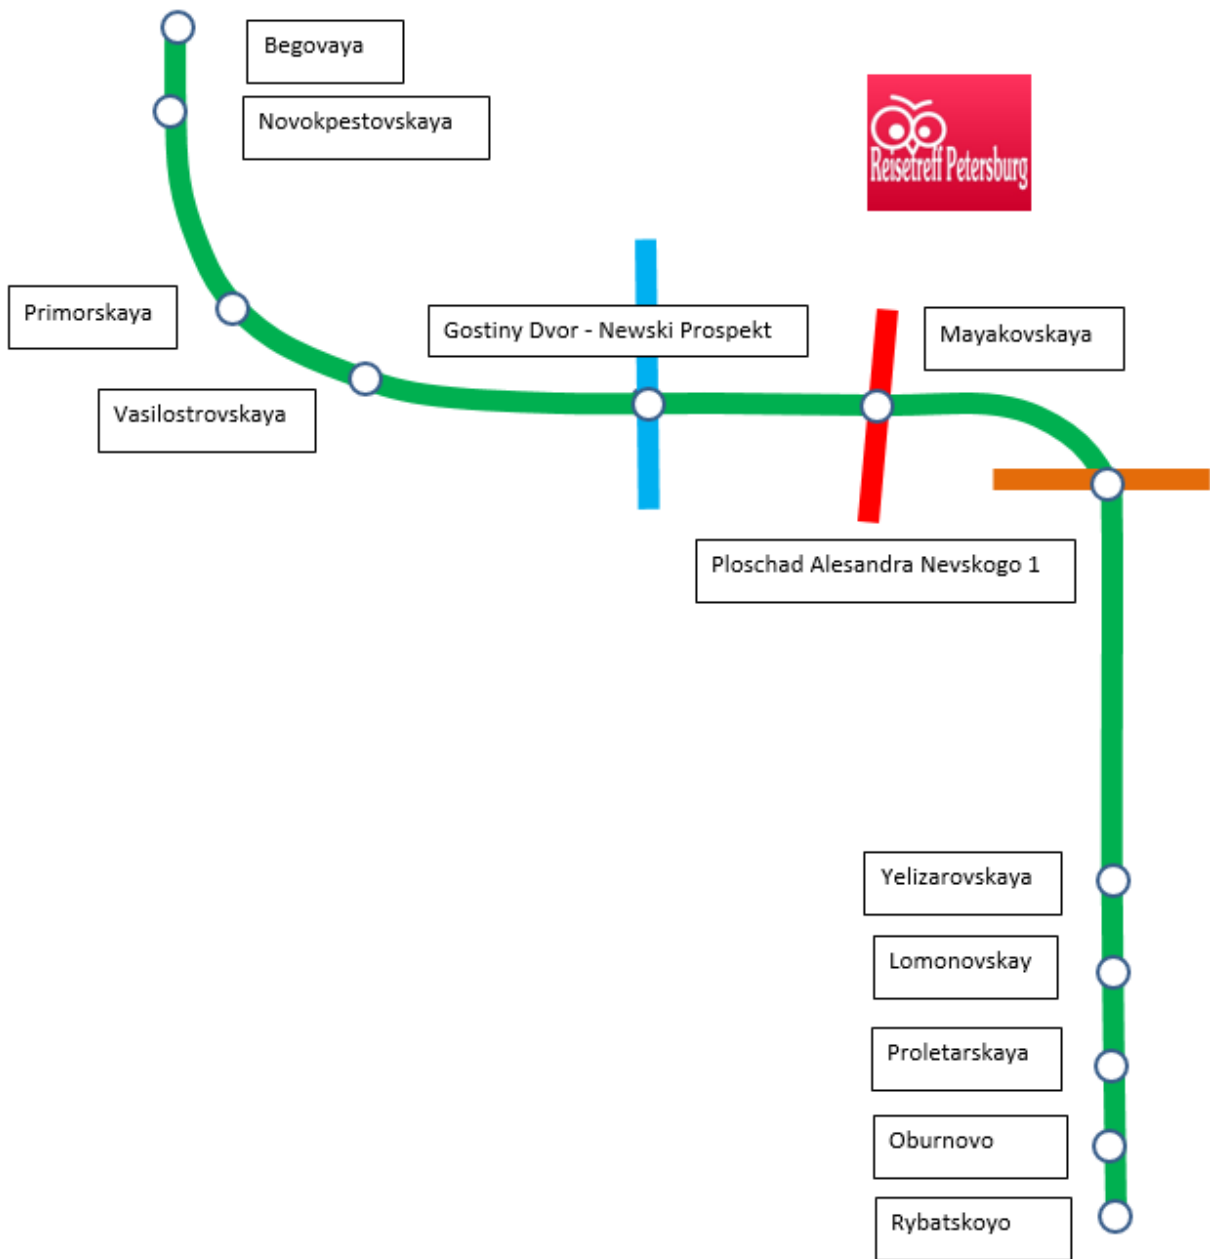 Begovaya
Novokpestovskaya
Reisetreff Petersburg
Primorskaya
Gostiny Dvor - Newski Prospekt
Mayakovskaya
Vasilostrovskaya
Ploschad Alesandra Nevskogo 1
Yelizarovskaya
Lomonovskay
Proletarskaya
Oburnovo
Rybatskoyo